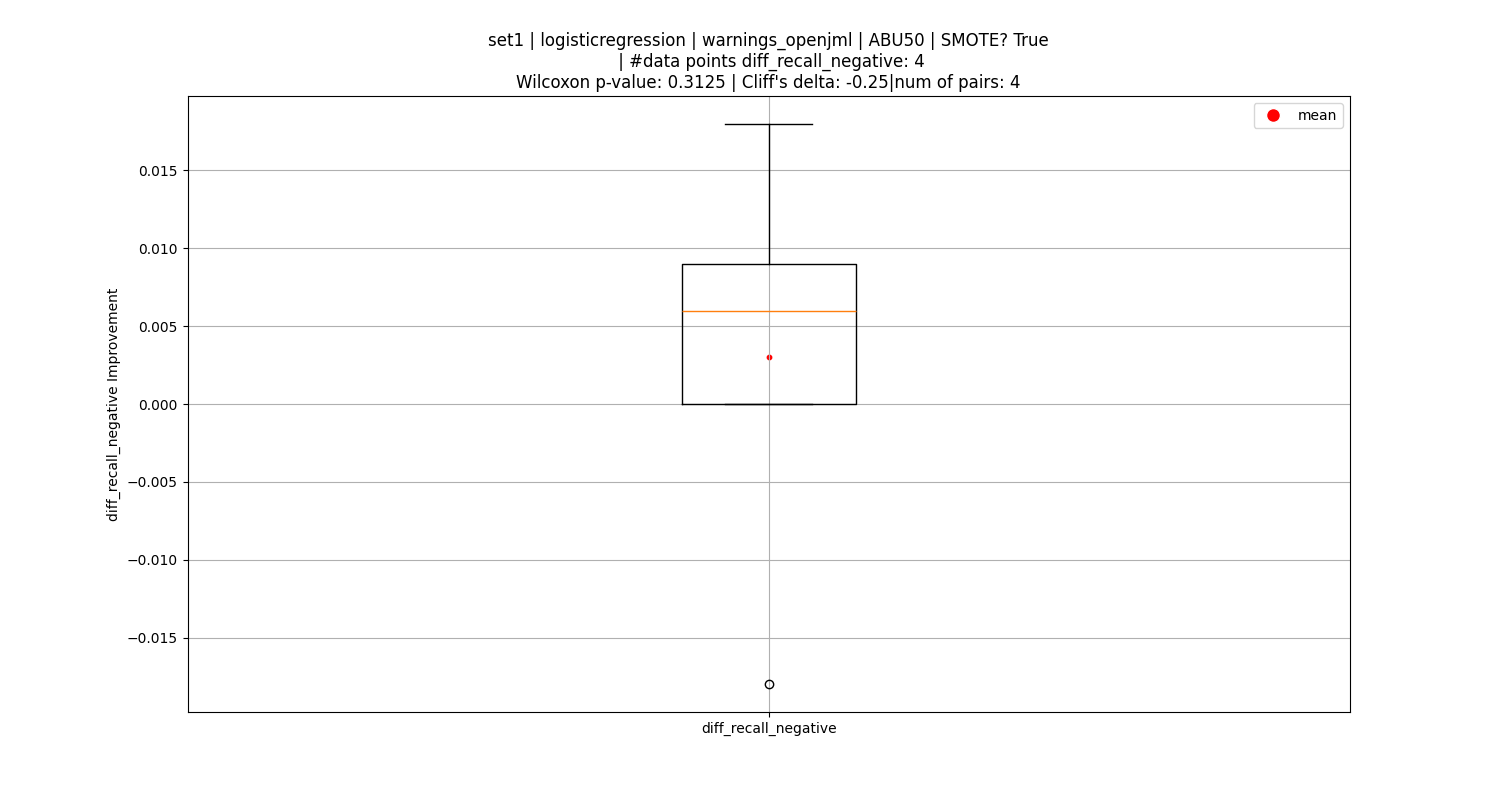 set1 | logisticregression | warnings_openjml | ABU50 | SMOTE? True
| #data points diff_recall_negative: 4
Wilcoxon p-value: 0.3125 | Cliff's delta: -0.25|num of pairs: 4
mean
0.015
0.010
0.005
0.000
−0.005
−0.010
−0.015
diff_recall_negative Improvement
diff_recall_negative